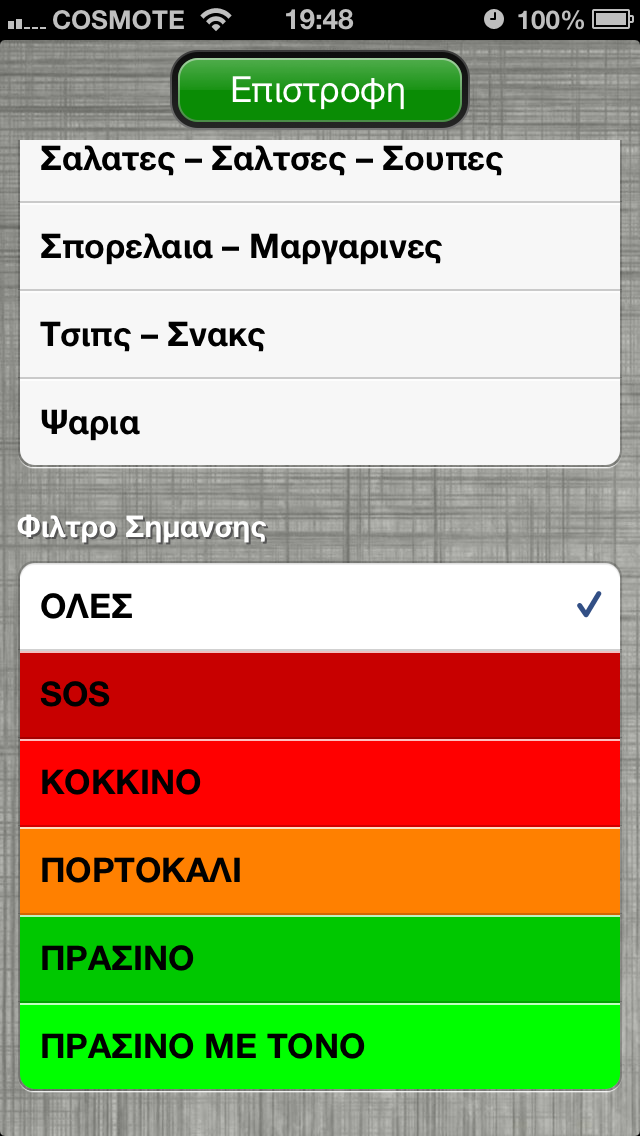 COSMOTE 19:48 100%
Επιστροφη
Σαλατες – Σαλτσες – Σουπες
Σπορελαια – Μαργαρινες
Τσιπς – Σνακς
Ψαρια
Φιλτρο Σημανσης
ΟΛΕΣ
SOS
ΚΟΚΚΙΝΟ
ΠΟΡΤΟΚΑΛΙ
ΠΡΑΣΙΝΟ
ΠΡΑΣΙΝΟ ΜΕ ΤΟΝΟ